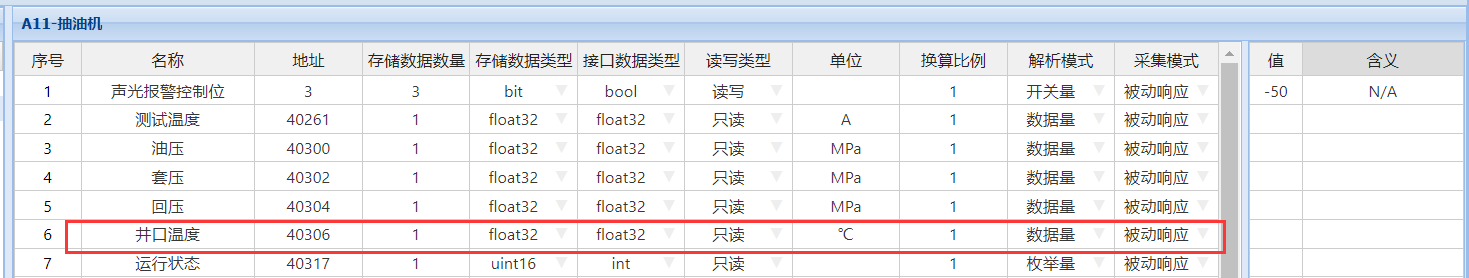 A11-抽油机
序号 名称 地址 存储数据数量 存储数据类型 接口数据类型 读写类型 单位 换算比例 解析模式 采集模式 值 含义
1 声光报警控制位 3 3 bit bool 读写 1 开关量 被动响应 -50 N/A
2 测试温度 40261 1 float32 float32 只读 A 1 数据量 被动响应
3 油压 40300 1 float32 float32 只读 MPa 1 数据量 被动响应
4 套压 40302 1 float32 float32 只读 MPa 1 数据量 被动响应
5 回压 40304 1 float32 float32 只读 MPa 1 数据量 被动响应
6 井口温度 40306 1 float32 float32 只读 ℃ 1 数据量 被动响应
7 运行状态 40317 1 uint16 int 只读 1 枚举量 被动响应